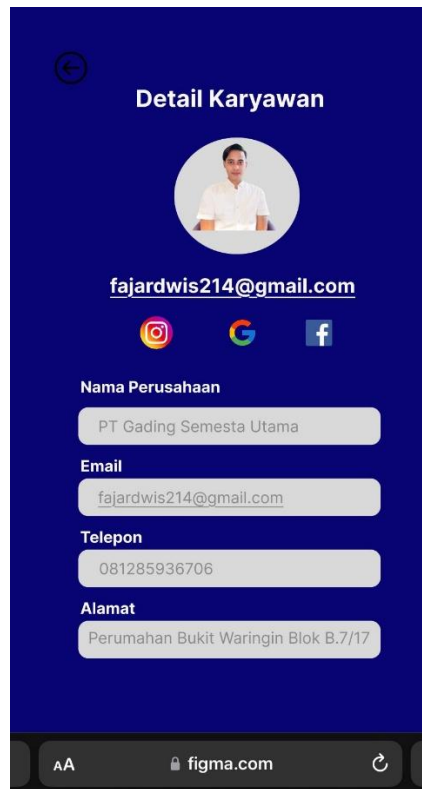 Detail Karyawan
fajardwis214@gmail.com
Nama Perusahaan
PT Gading Semesta Utama
Email
fajardwis214@gmail.com
Telepon
081285936706
Alamat
Perumahan Bukit Waringin Blok B.7/17
AA figma.com